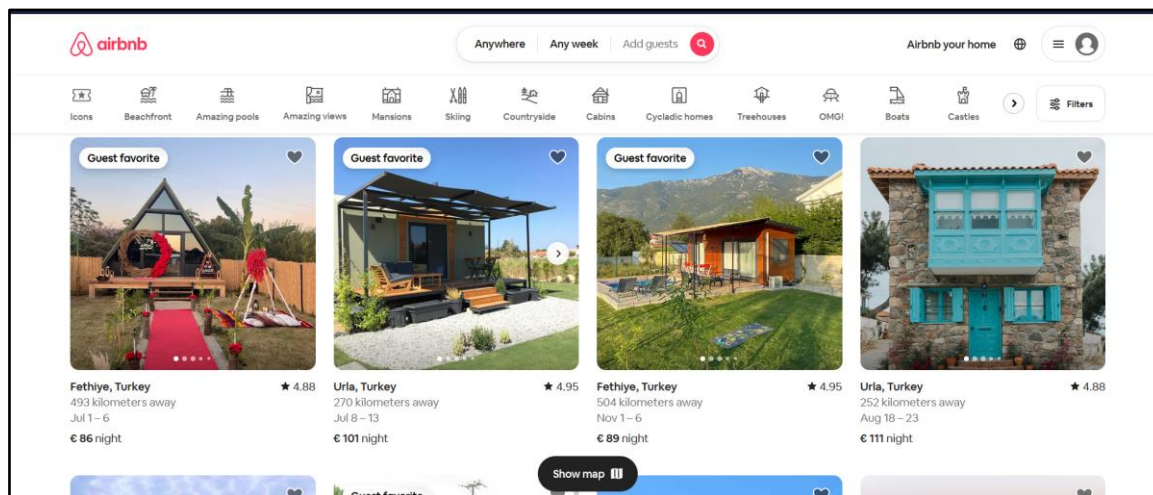 airbnb
Anywhere Any week Add guests
Airbnb your home
Icons Beachfront Amazing pools Amazing views Mansions Skiing Countryside Cabins Cycladic homes Treehouses OMG! Boats Castles
Filters
Guest favorite
Guest favorite
Guest favorite
Fethiye, Turkey ★ 4.88
493 kilometers away
Jul 1 – 6
€ 86 night
Urla, Turkey ★ 4.95
270 kilometers away
Jul 8 – 13
€ 101 night
Fethiye, Turkey ★ 4.95
504 kilometers away
Nov 1 – 6
€ 89 night
Urla, Turkey ★ 4.88
252 kilometers away
Aug 18 – 23
€ 111 night
Show map
Guest favorite